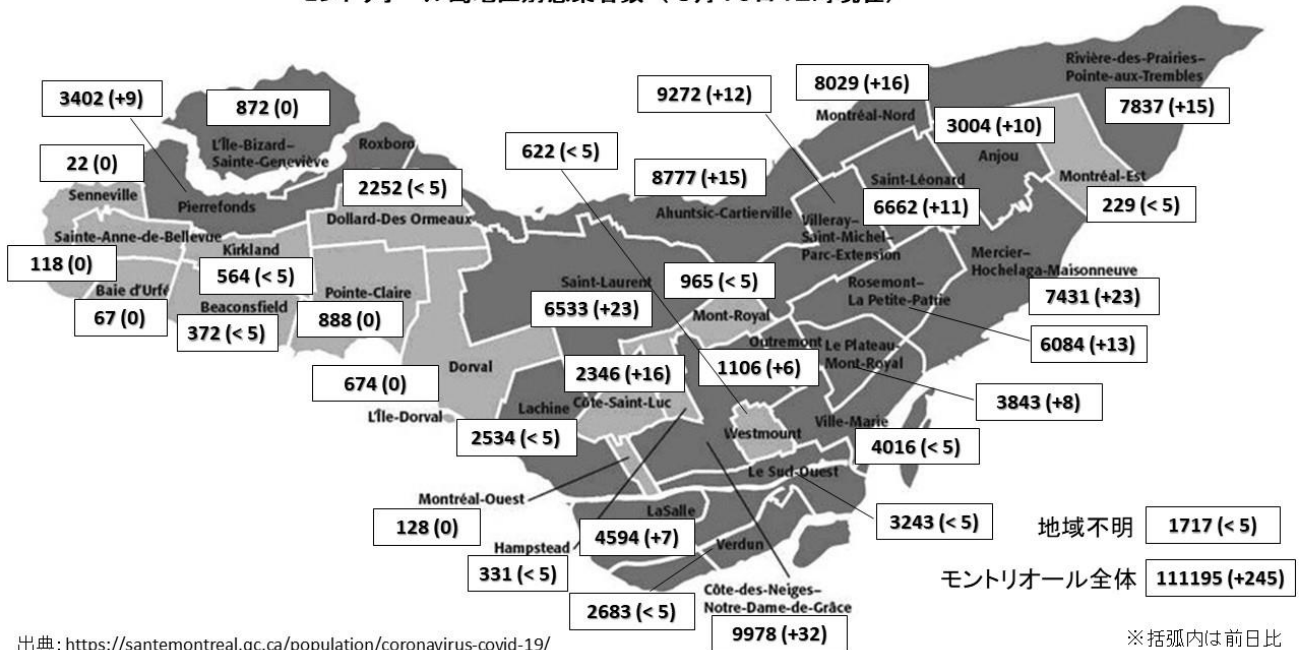 3402 (+9)
872 (0)
L'Île-Bizard–
Sainte-Geneviève
Roxboro
22 (0)
Senneville
Pierrefonds
2252 (< 5)
Dollard-Des Ormeaux
Sainte-Anne-de-Bellevue
118 (0)
Kirkland
564 (< 5)
Baie d'Urfé
67 (0)
Beaconsfield
372 (< 5)
Pointe-Claire
888 (0)
674 (0)
Dorval
L'Île-Dorval
622 (< 5)
9272 (+12)
8029 (+16)
Montréal-Nord
Rivière-des-Prairies–
Pointe-aux-Trembles
7837 (+15)
3004 (+10)
Anjou
Montréal-Est
229 (< 5)
8777 (+15)
Ahuntsic-Cartierville
Saint-Léonard
6662 (+11)
Villeray–
Saint-Michel–
Parc-Extension
Mercier–
Hochelaga-Maisonneuve
7431 (+23)
Saint-Laurent
6533 (+23)
965 (< 5)
Mont-Royal
Rosemont–
La Petite-Patrie
6084 (+13)
Outremont
1106 (+6)
Le Plateau-
Mont-Royal
3843 (+8)
2346 (+16)
Côte-Saint-Luc
Lachine
2534 (< 5)
Westmount
Ville-Marie
4016 (< 5)
Le Sud-Ouest
3243 (< 5)
Montréal-Ouest
128 (0)
LaSalle
4594 (+7)
Hampstead
331 (< 5)
Verdun
2683 (< 5)
Côte-des-Neiges–
Notre-Dame-de-Grâce
9978 (+32)
地域不明 1717 (< 5)
モントリオール全体 111195 (+245)
出典: https://santemontreal.qc.ca/population/coronavirus-covid-19/
※括弧内は前日比